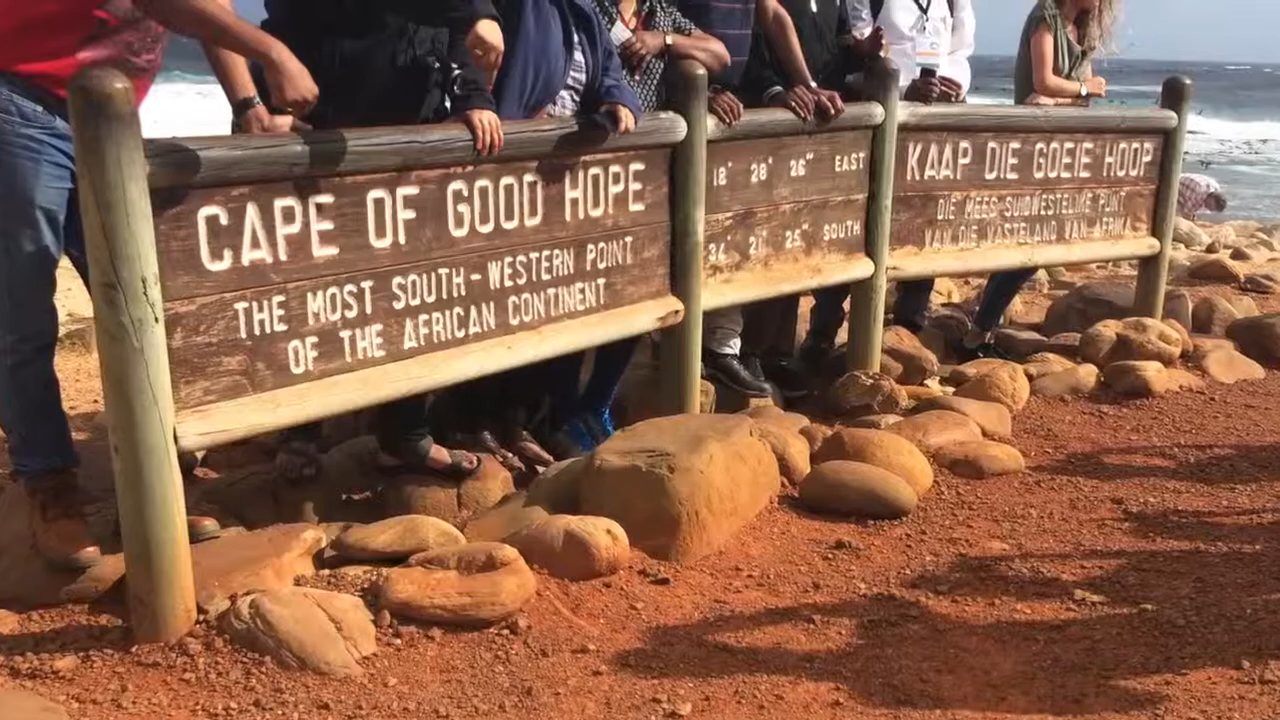 CAPE OF GOOD HOPE
THE MOST SOUTH-WESTERN POINT
OF THE AFRICAN CONTINENT
18° 28' 26" EAST
34° 21' 25" SOUTH
KAAP DIE GOEIE HOOP
DIE MEES SUIDWESTELIKE PUNT
VAN DIE VASTELAND VAN AFRIKA